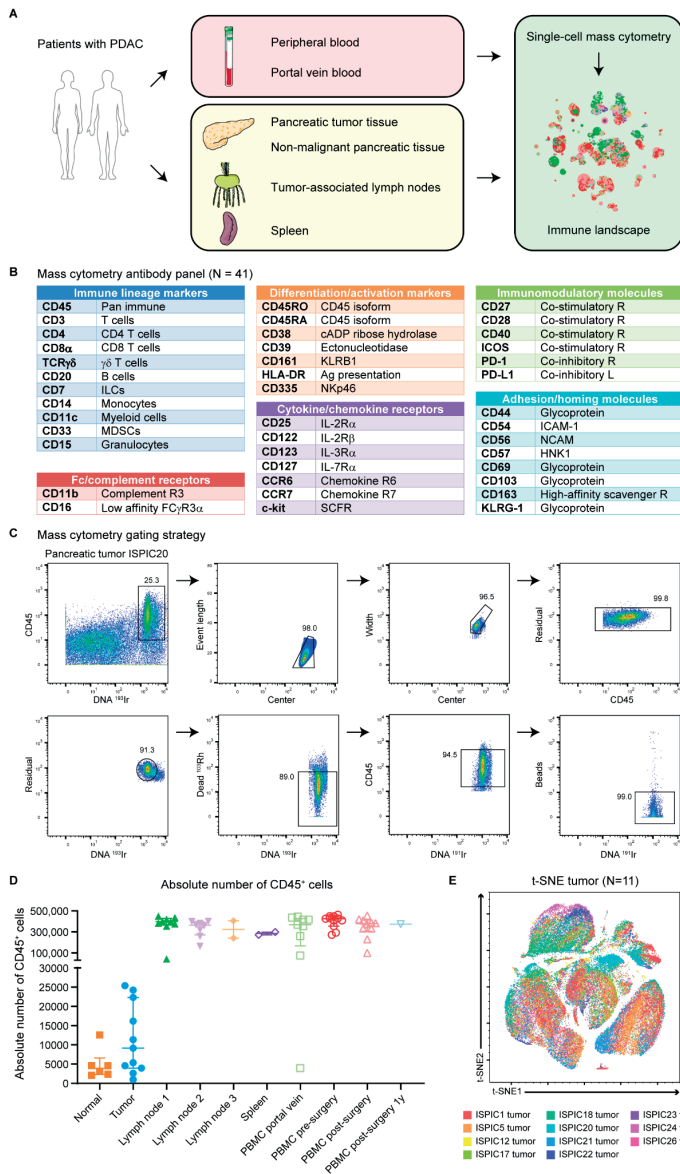 A
Patients with PDAC
Peripheral blood
Portal vein blood
Pancreatic tumor tissue
Non-malignant pancreatic tissue
Tumor-associated lymph nodes
Spleen
Single-cell mass cytometry
Immune landscape
B Mass cytometry antibody panel (N = 41)
Immune lineage markers
CD45 Pan immune
CD3 T cells
CD4 CD4 T cells
CD8α CD8 T cells
TCRγδ γδ T cells
CD20 B cells
CD7 ILCs
CD14 Monocytes
CD11c Myeloid cells
CD33 MDSCs
CD15 Granulocytes
Fc/complement receptors
CD11b Complement R3
CD16 Low affinity FCγR3α
Differentiation/activation markers
CD45RO CD45 isoform
CD45RA CD45 isoform
CD38 cADP ribose hydrolase
CD39 Ectonucleotidase
CD161 KLRB1
HLA-DR Ag presentation
CD335 NKp46
Cytokine/chemokine receptors
CD25 IL-2Rα
CD122 IL-2Rβ
CD123 IL-3Rα
CD127 IL-7Rα
CCR6 Chemokine R6
CCR7 Chemokine R7
c-kit SCFR
Immunomodulatory molecules
CD27 Co-stimulatory R
CD28 Co-stimulatory R
CD40 Co-stimulatory R
ICOS Co-stimulatory R
PD-1 Co-inhibitory R
PD-L1 Co-inhibitory L
Adhesion/homing molecules
CD44 Glycoprotein
CD54 ICAM-1
CD56 NCAM
CD57 HNK1
CD69 Glycoprotein
CD103 Glycoprotein
CD163 High-affinity scavenger R
KLRG-1 Glycoprotein
C Mass cytometry gating strategy
Pancreatic tumor ISPIC20
25.3
CD45
DNA ¹⁹³Ir
98.0
Event length
Center
96.5
Width
Center
99.8
Residual
CD45
91.3
Residual
DNA ¹⁹³Ir
89.0
Dead ¹⁰³Rh
DNA ¹⁹³Ir
94.5
CD45
DNA ¹⁹¹Ir
99.0
Beads
DNA ¹⁹¹Ir
D
Absolute number of CD45⁺ cells
Absolute number of CD45⁺ cells
500,000
300,000
100,000
30000
25000
20000
15000
10000
5000
0
Normal
Tumor
Lymph node 1
Lymph node 2
Lymph node 3
Spleen
PBMC portal vein
PBMC pre-surgery
PBMC post-surgery
PBMC post-surgery 1y
E
t-SNE tumor (N=11)
t-SNE2
t-SNE1
ISPIC1 tumor
ISPIC5 tumor
ISPIC12 tumor
ISPIC17 tumor
ISPIC18 tumor
ISPIC20 tumor
ISPIC21 tumor
ISPIC22 tumor
ISPIC23
ISPIC24
ISPIC26